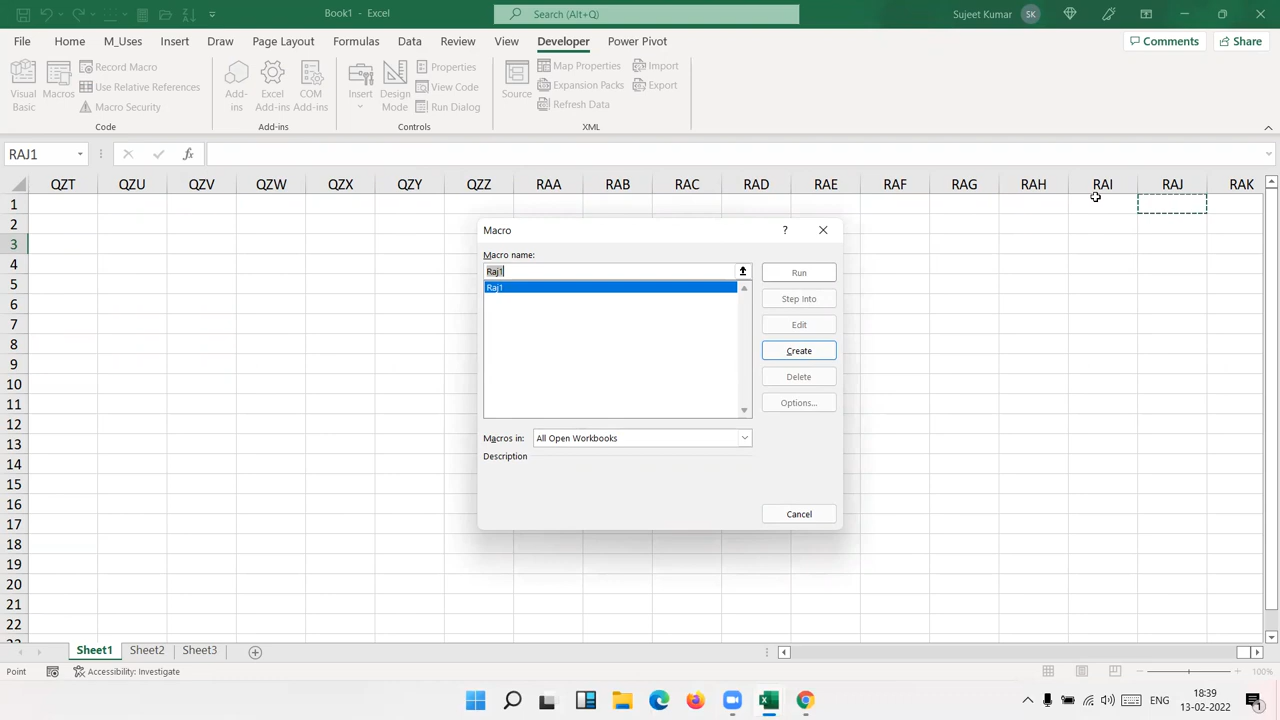 Book1 - Excel
Search (Alt+Q)
Sujeet Kumar
SK
File
Home
M_Uses
Insert
Draw
Page Layout
Formulas
Data
Review
View
Developer
Power Pivot
Comments
Share
Visual Basic
Macros
Record Macro
Use Relative References
Macro Security
Code
Add-ins
Excel Add-ins
COM Add-ins
Add-ins
Insert
Design Mode
Properties
View Code
Run Dialog
Controls
Source
Map Properties
Expansion Packs
Refresh Data
Import
Export
XML
RAJ1
fx
QZT QZU QZV QZW QZX QZY QZZ RAA RAB RAC RAD RAE RAF RAG RAH RAI RAJ RAK
1
2
3
4
5
6
7
8
9
10
11
12
13
14
15
16
17
18
19
20
21
22
Macro
?
Macro name:
Raj1
Raj1
Run
Step Into
Edit
Create
Delete
Options...
Macros in:
All Open Workbooks
Description
Cancel
Sheet1
Sheet2
Sheet3
Point
Accessibility: Investigate
100%
ENG
18:39
13-02-2022
1